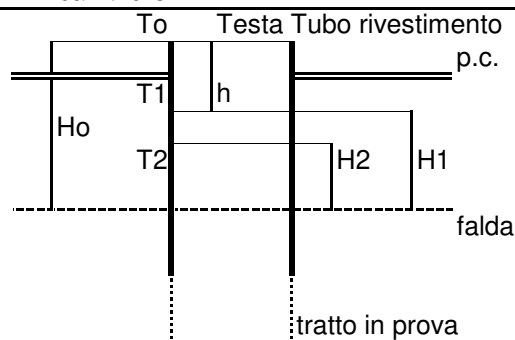 To Testa Tubo rivestimento
p.c.
T1 h
Ho
T2 H2 H1
falda
tratto in prova